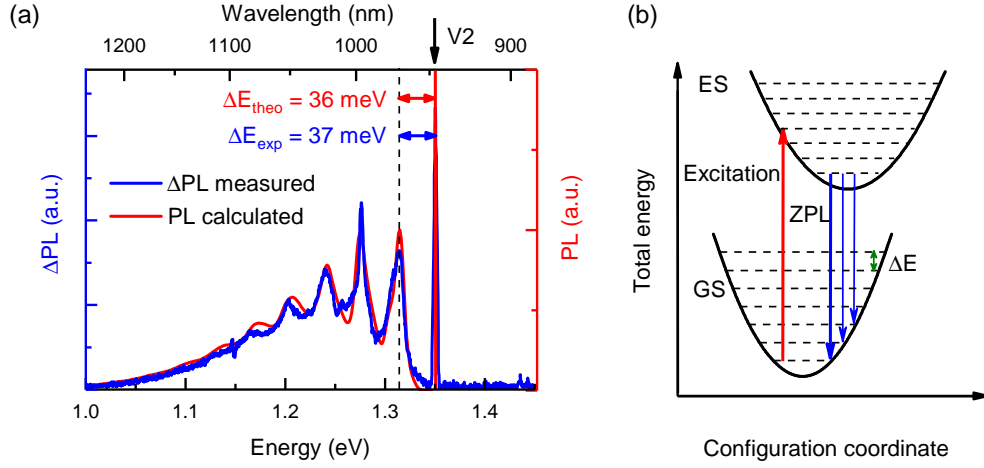 (a)
Wavelength (nm)
1200 1100 1000 900
V2
ΔEtheo = 36 meV
ΔEexp = 37 meV
ΔPL measured
PL calculated
ΔPL (a.u.)
PL (a.u.)
1.0 1.1 1.2 1.3 1.4
Energy (eV)
(b)
ES
Excitation
ZPL
ΔE
GS
Total energy
Configuration coordinate